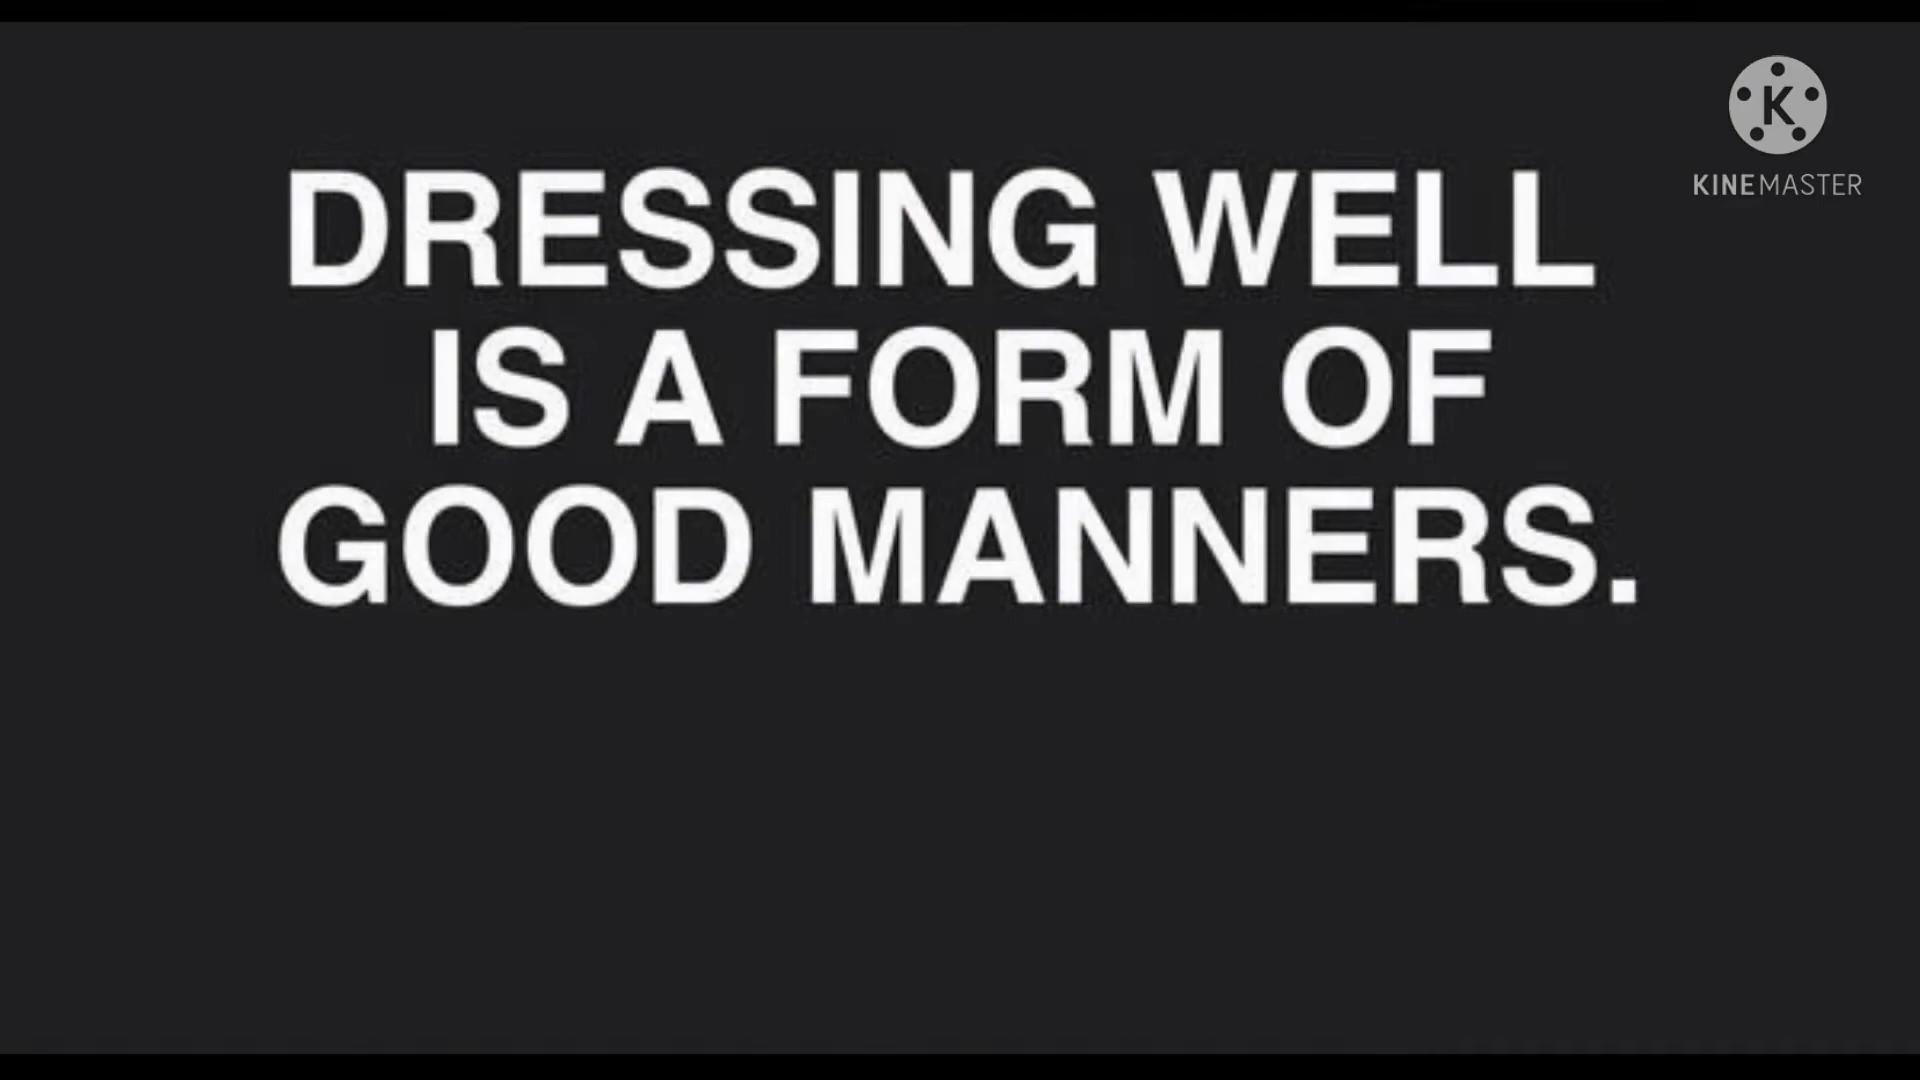 DRESSING WELL
IS A FORM OF
GOOD MANNERS.
K
KINEMASTER